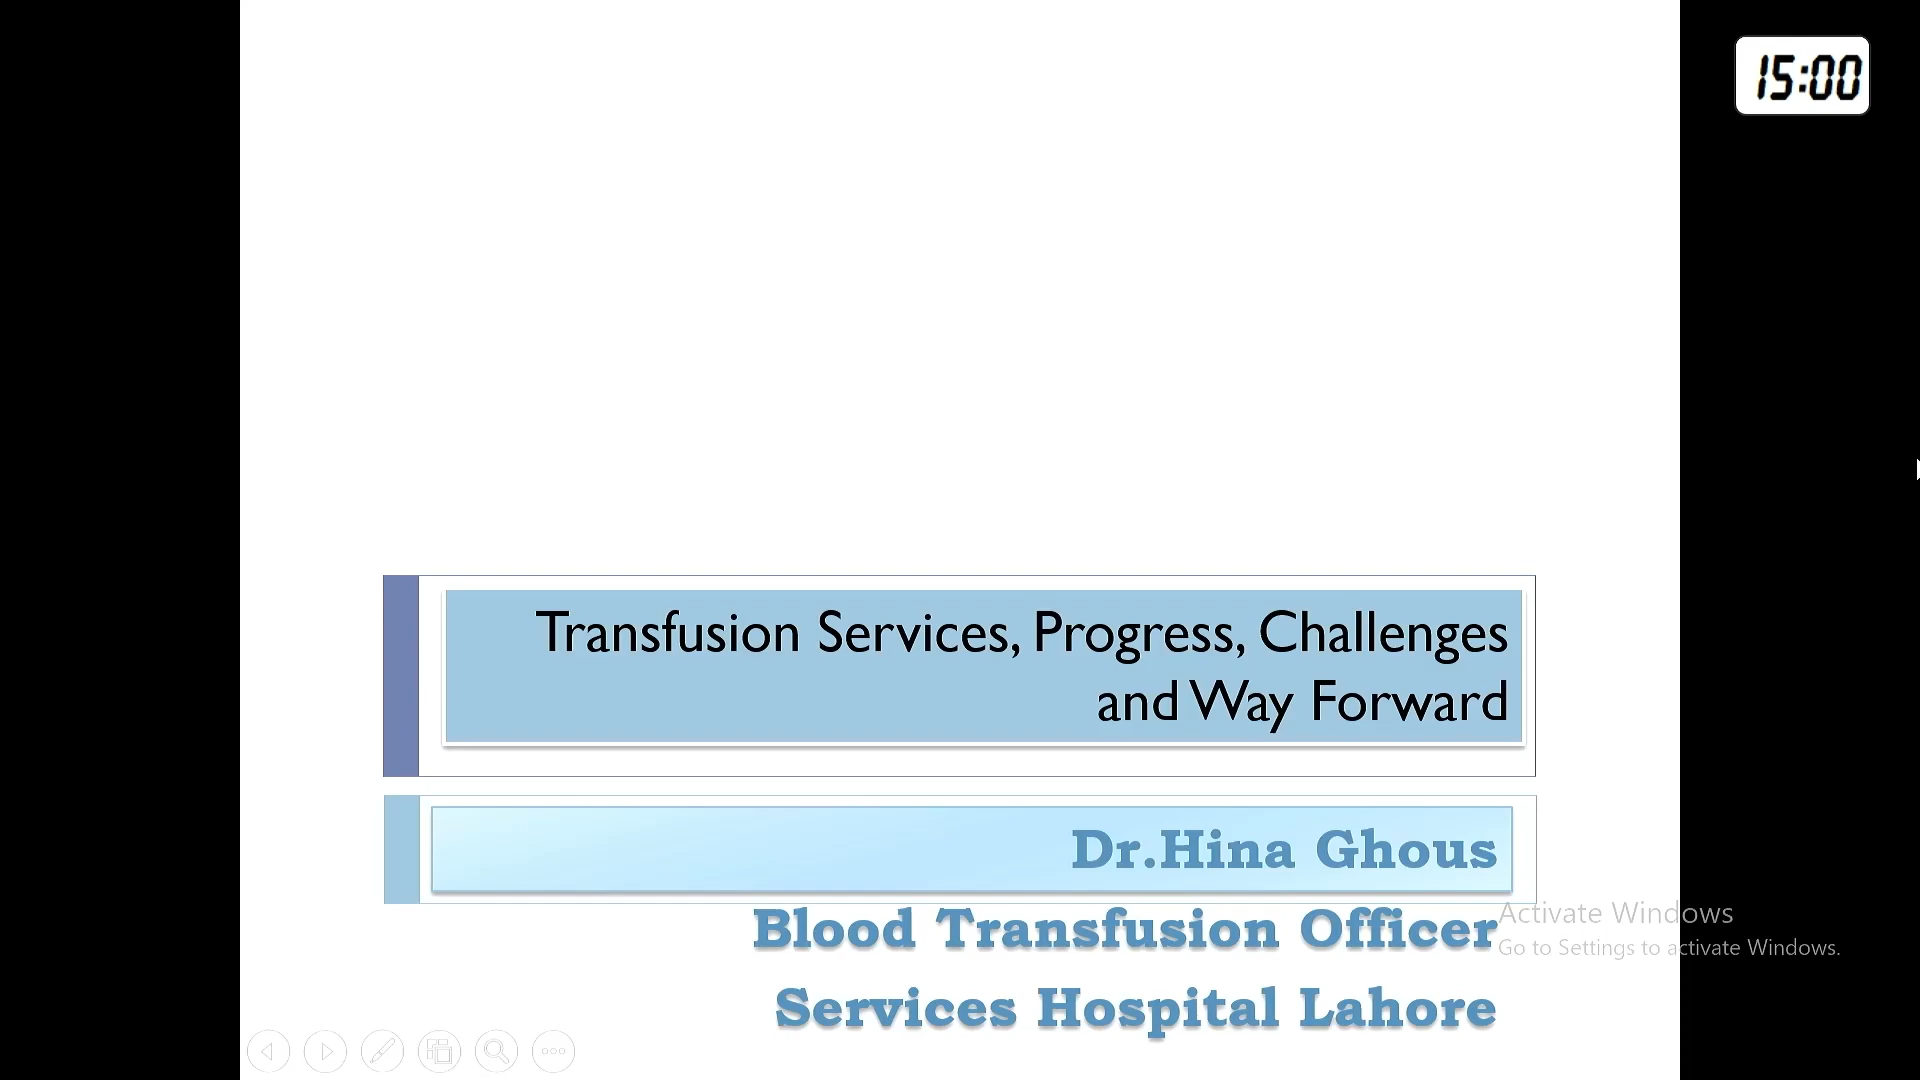 15:00
Transfusion Services, Progress, Challenges
and Way Forward
Dr.Hina Ghous
Blood Transfusion Officer
Services Hospital Lahore
Activate Windows
Go to Settings to activate Windows.